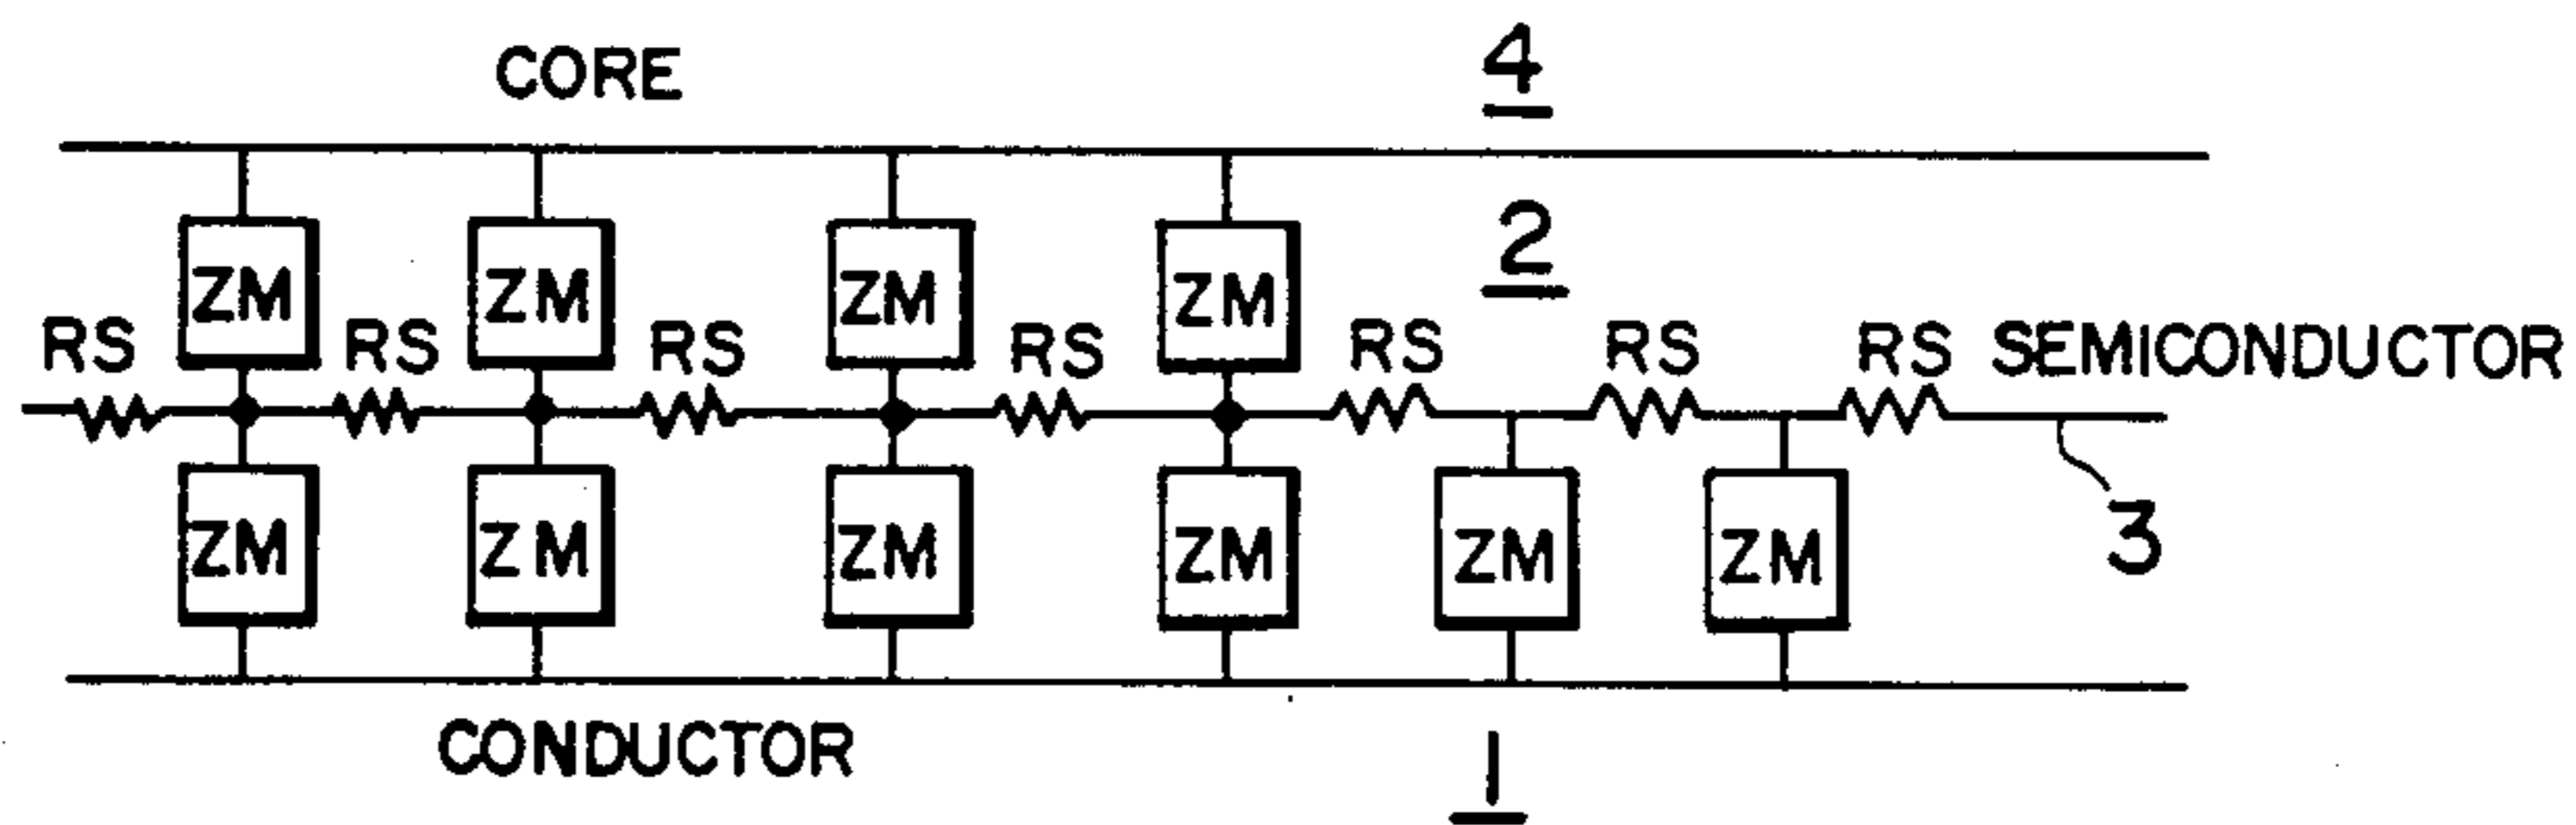 CORE
4
2
ZM ZM ZM ZM
RS RS RS RS RS RS RS SEMICONDUCTOR
ZM ZM ZM ZM ZM ZM
3
CONDUCTOR
1